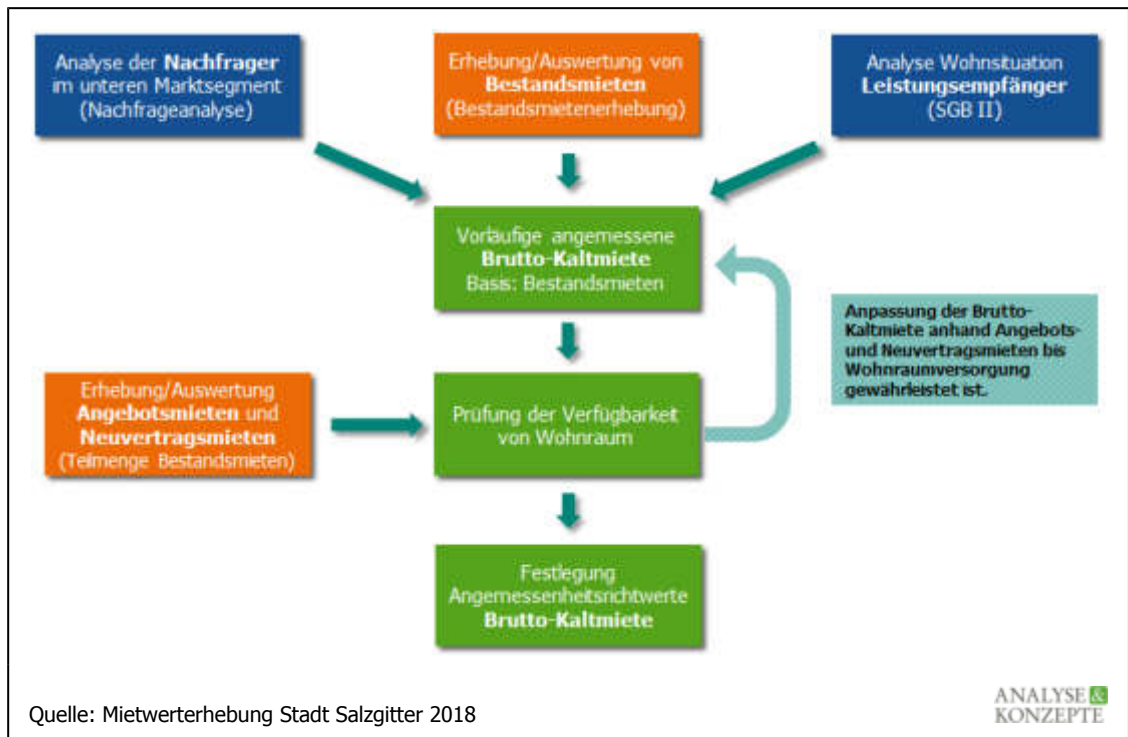 Analyse der Nachfrager
im unteren Marktsegment
(Nachfrageanalyse)
Erhebung/Auswertung von
Bestandsmieten
(Bestandsmietenerhebung)
Analyse Wohnsituation
Leistungsempfänger
(SGB II)
Vorläufige angemessene
Brutto-Kaltmiete
Basis: Bestandsmieten
Anpassung der Brutto-
Kaltmiete anhand Angebots-
und Neuvertragsmieten bis
Wohnraumversorgung
gewährleistet ist.
Erhebung/Auswertung
Angebotsmieten und
Neuvertragsmieten
(Teilmenge Bestandsmieten)
Prüfung der Verfügbarkeit
von Wohnraum
Festlegung
Angemessenheitsrichtwerte
Brutto-Kaltmiete
Quelle: Mietwerterhebung Stadt Salzgitter 2018
ANALYSE &
KONZEPTE